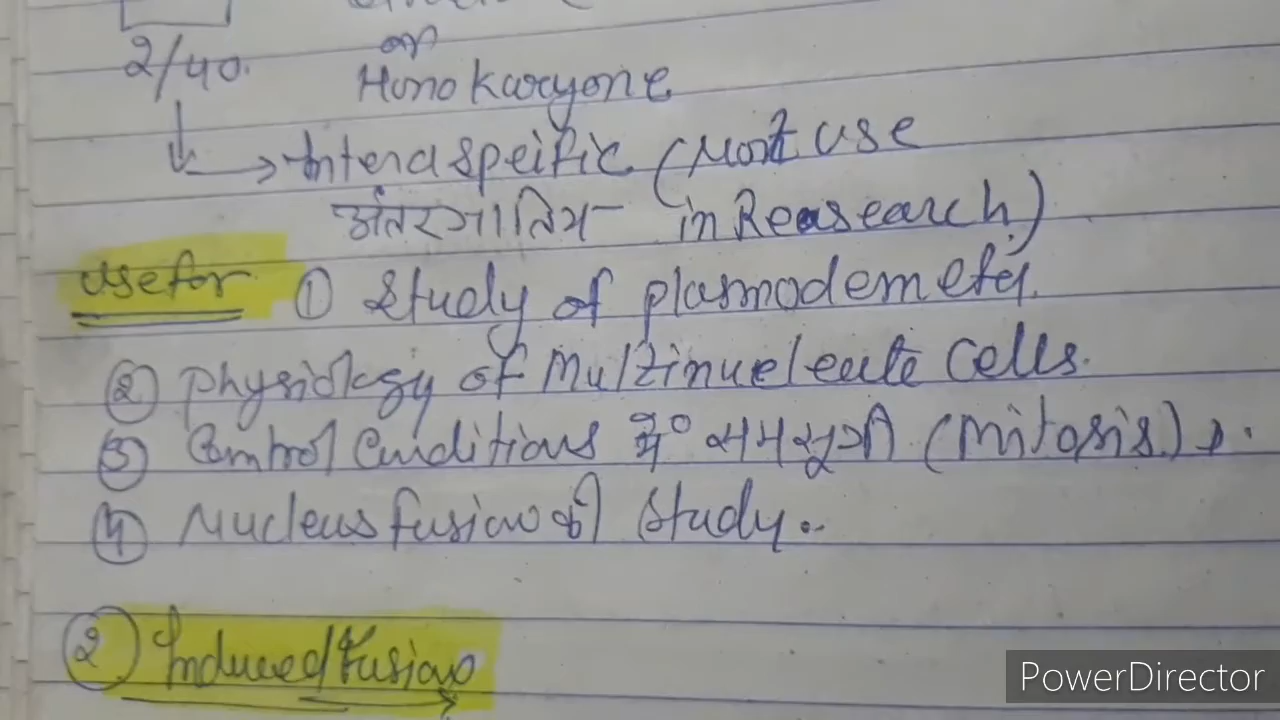 2/40. or
Homokaryone
→ Interaspeific (Most use
अंतरजातिय in Reasearch)
use for ① Study of plasmodemeta.
② Physiology of Multinucleate cells.
③ Control Conditions में समसूत्री (Mitosis)
④ Nucleus fusion की Study.
② Induced Fusion
PowerDirector